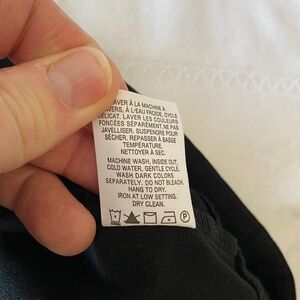 LAVER À LA MACHINE À
L'ENVERS, À L'EAU FROIDE, CYCLE
DÉLICAT. LAVER LES COULEURS
FONCÉES SÉPARÉMENT. NE PAS
JAVELLISER. SUSPENDRE POUR
SÉCHER. REPASSER À BASSE
TEMPÉRATURE.
NETTOYER À SEC.
MACHINE WASH, INSIDE OUT,
COLD WATER, GENTLE CYCLE.
WASH DARK COLORS
SEPARATELY, DO NOT BLEACH.
HANG TO DRY.
IRON AT LOW SETTING.
DRY CLEAN.
P